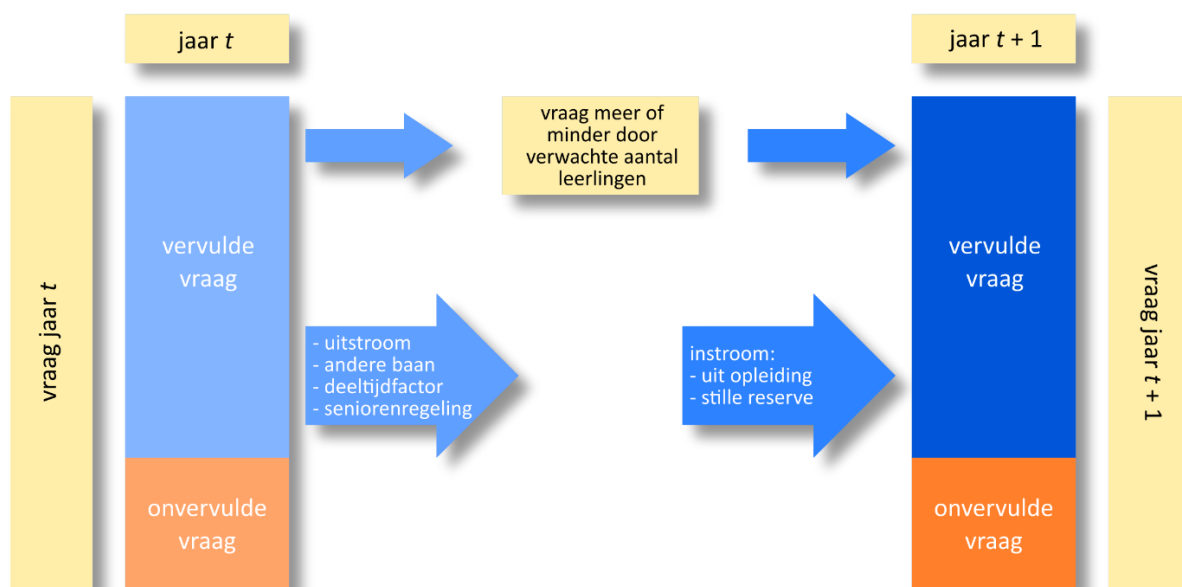 jaar t
jaar t + 1
vraag jaar t
vervulde
vraag
onvervulde
vraag
vraag meer of
minder door
verwachte aantal
leerlingen
- uitstroom
- andere baan
- deeltijdfactor
- seniorenregeling
instroom:
- uit opleiding
- stille reserve
vervulde
vraag
onvervulde
vraag
vraag jaar t + 1